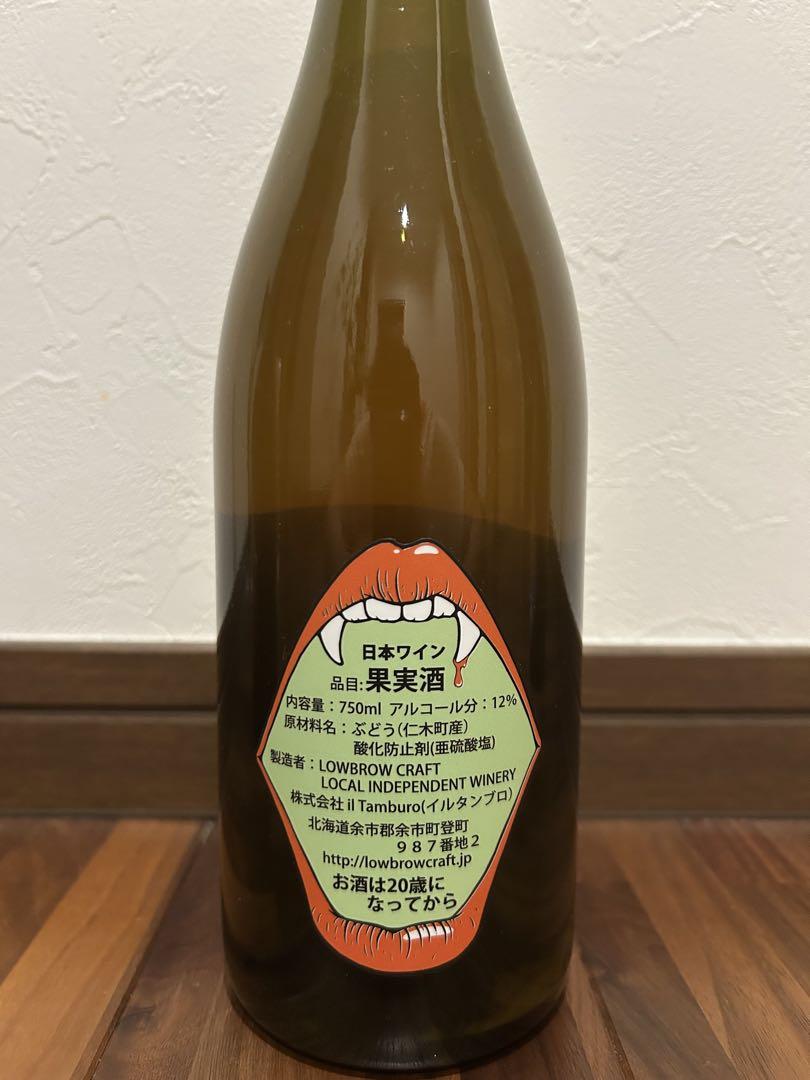 日本ワイン
品目:果実酒
内容量：750ml アルコール分：12%
原材料名：ぶどう(仁木町産)
酸化防止剤(亜硫酸塩)
製造者：LOWBROW CRAFT
LOCAL INDEPENDENT WINERY
株式会社 il Tamburo(イルタンブロ)
北海道余市郡余市町登町
９８７番地２
http://lowbrowcraft.jp
お酒は20歳に
なってから